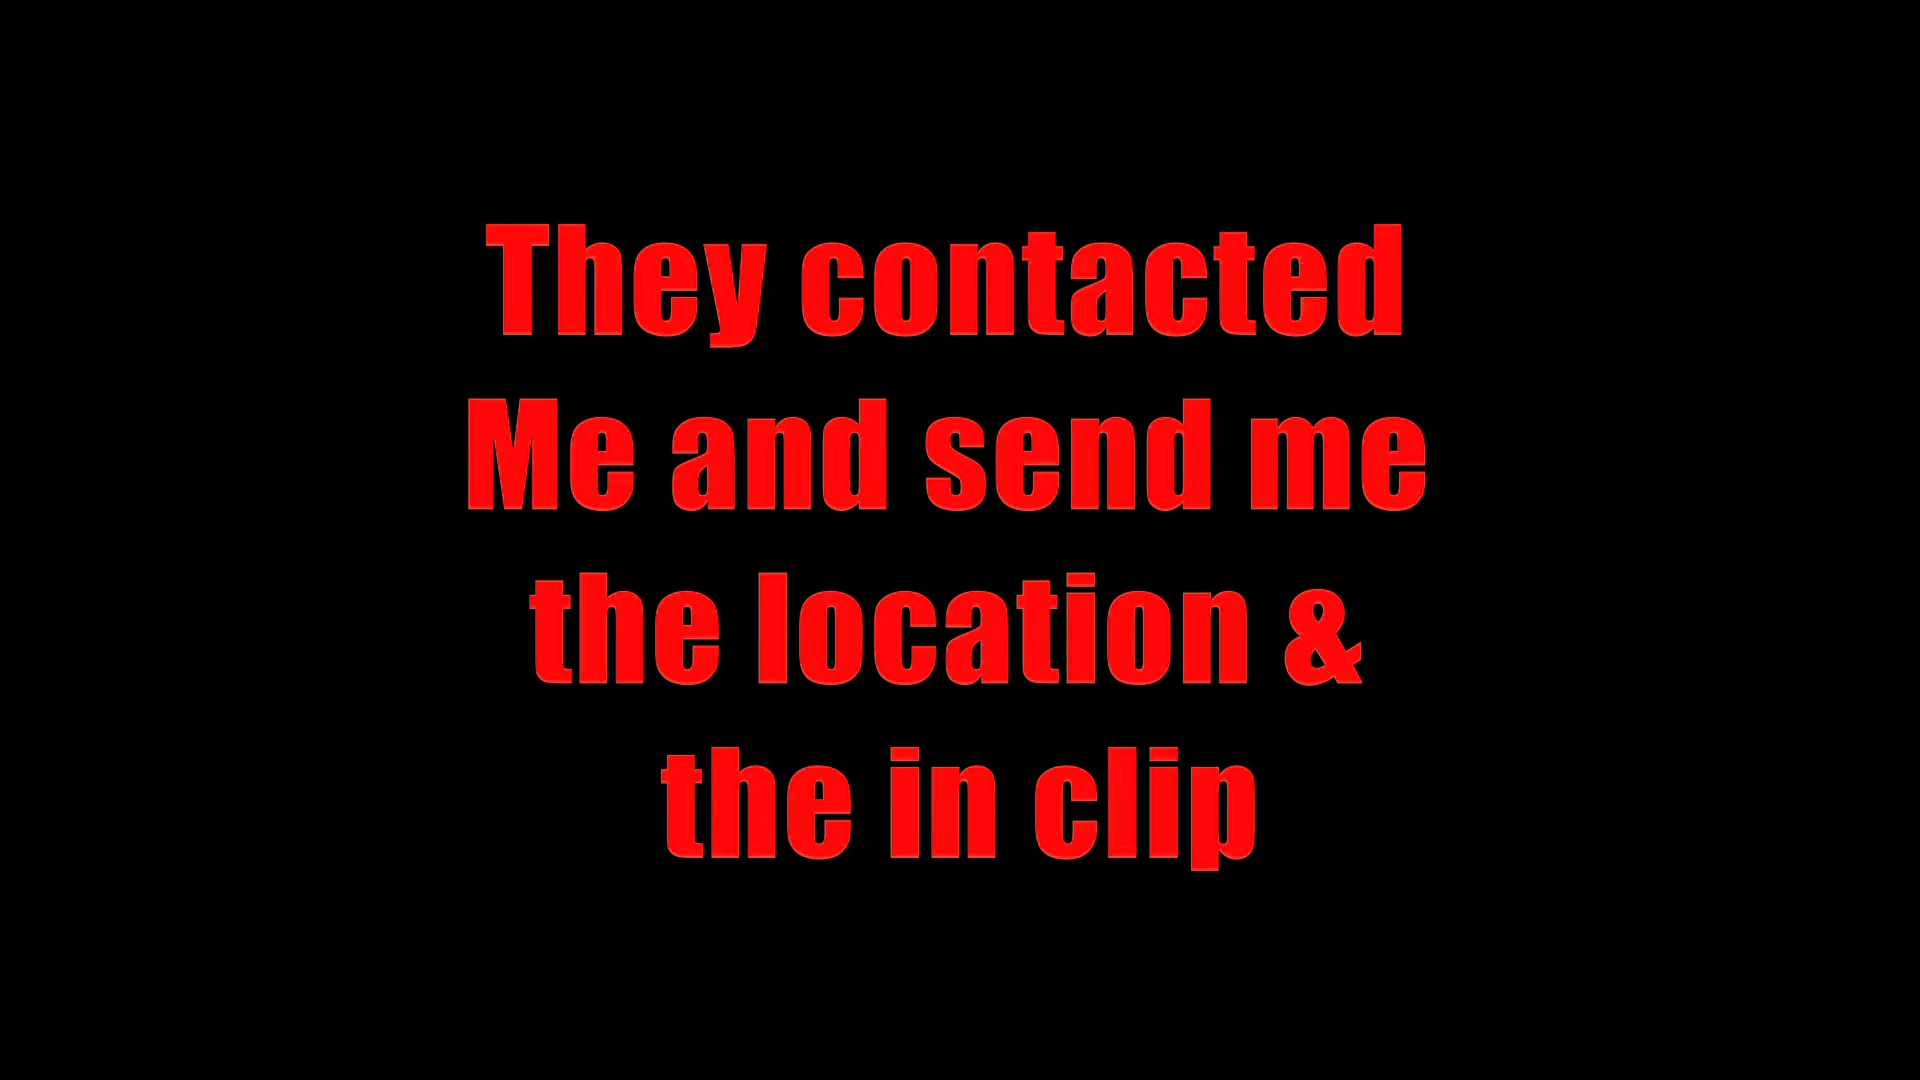 They contacted
Me and send me
the location &
the in clip